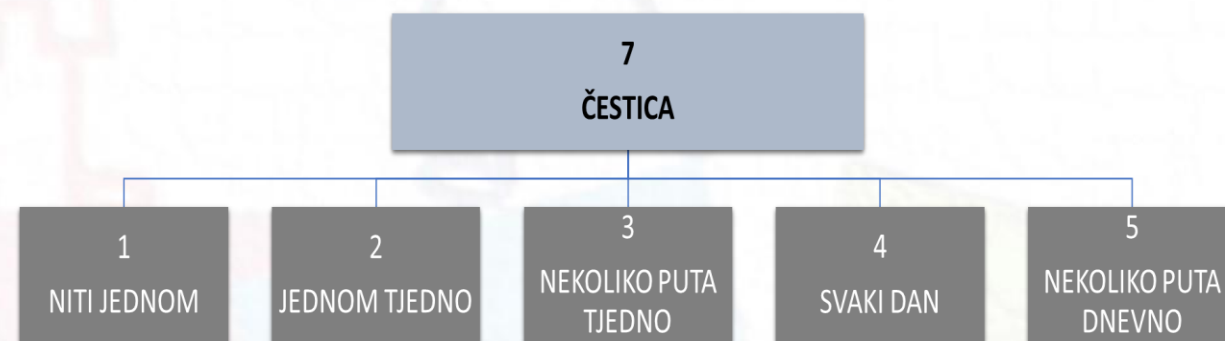 7
ČESTICA
1
NITI JEDNOM
2
JEDNOM TJEDNO
3
NEKOLIKO PUTA
TJEDNO
4
SVAKI DAN
5
NEKOLIKO PUTA
DNEVNO